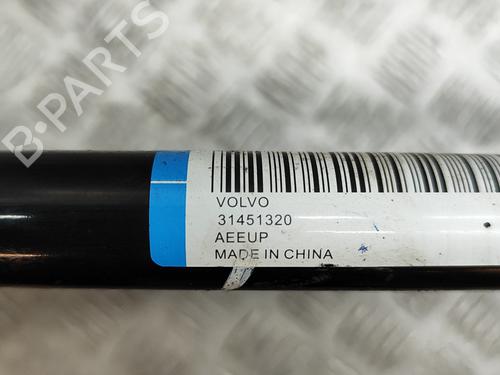 B-PARTS
VOLVO
31451320
AEEUP
MADE IN CHINA